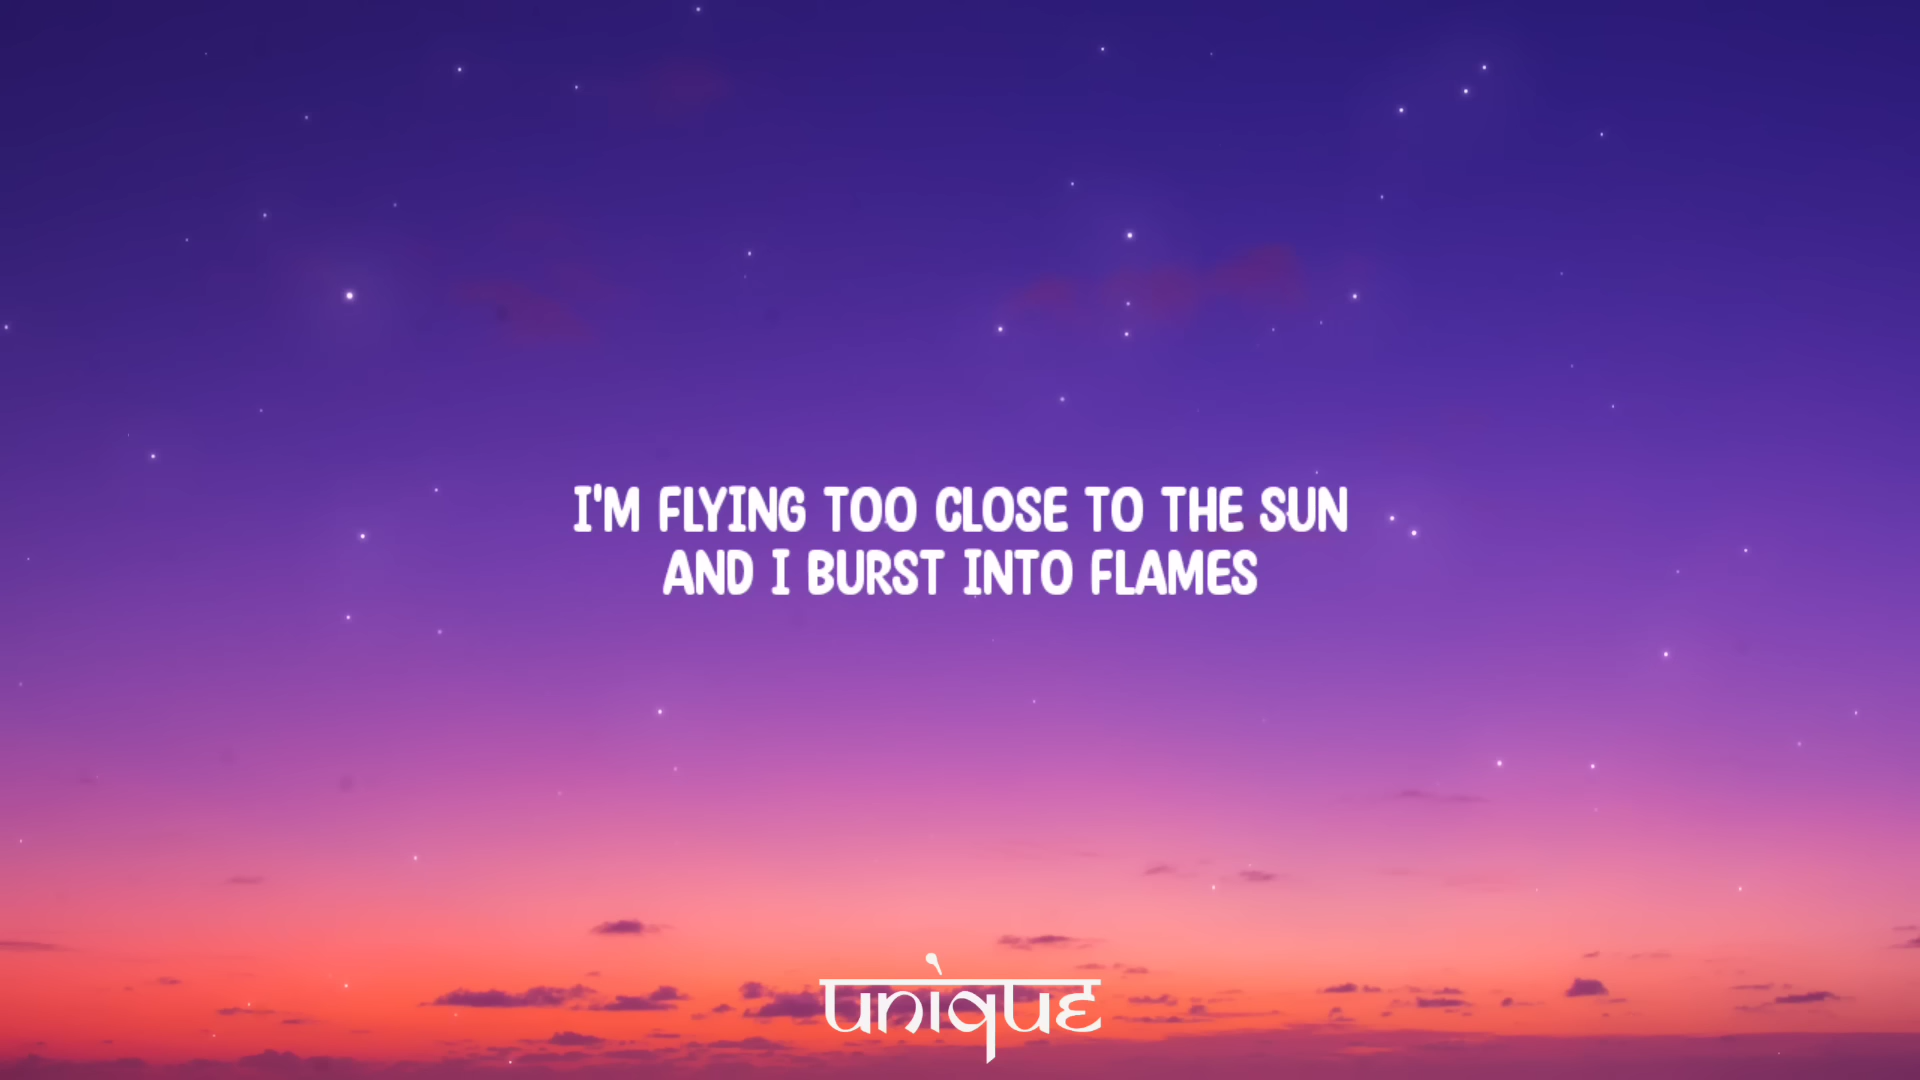 I'M FLYING TOO CLOSE TO THE SUN
AND I BURST INTO FLAMES
UNIQUE